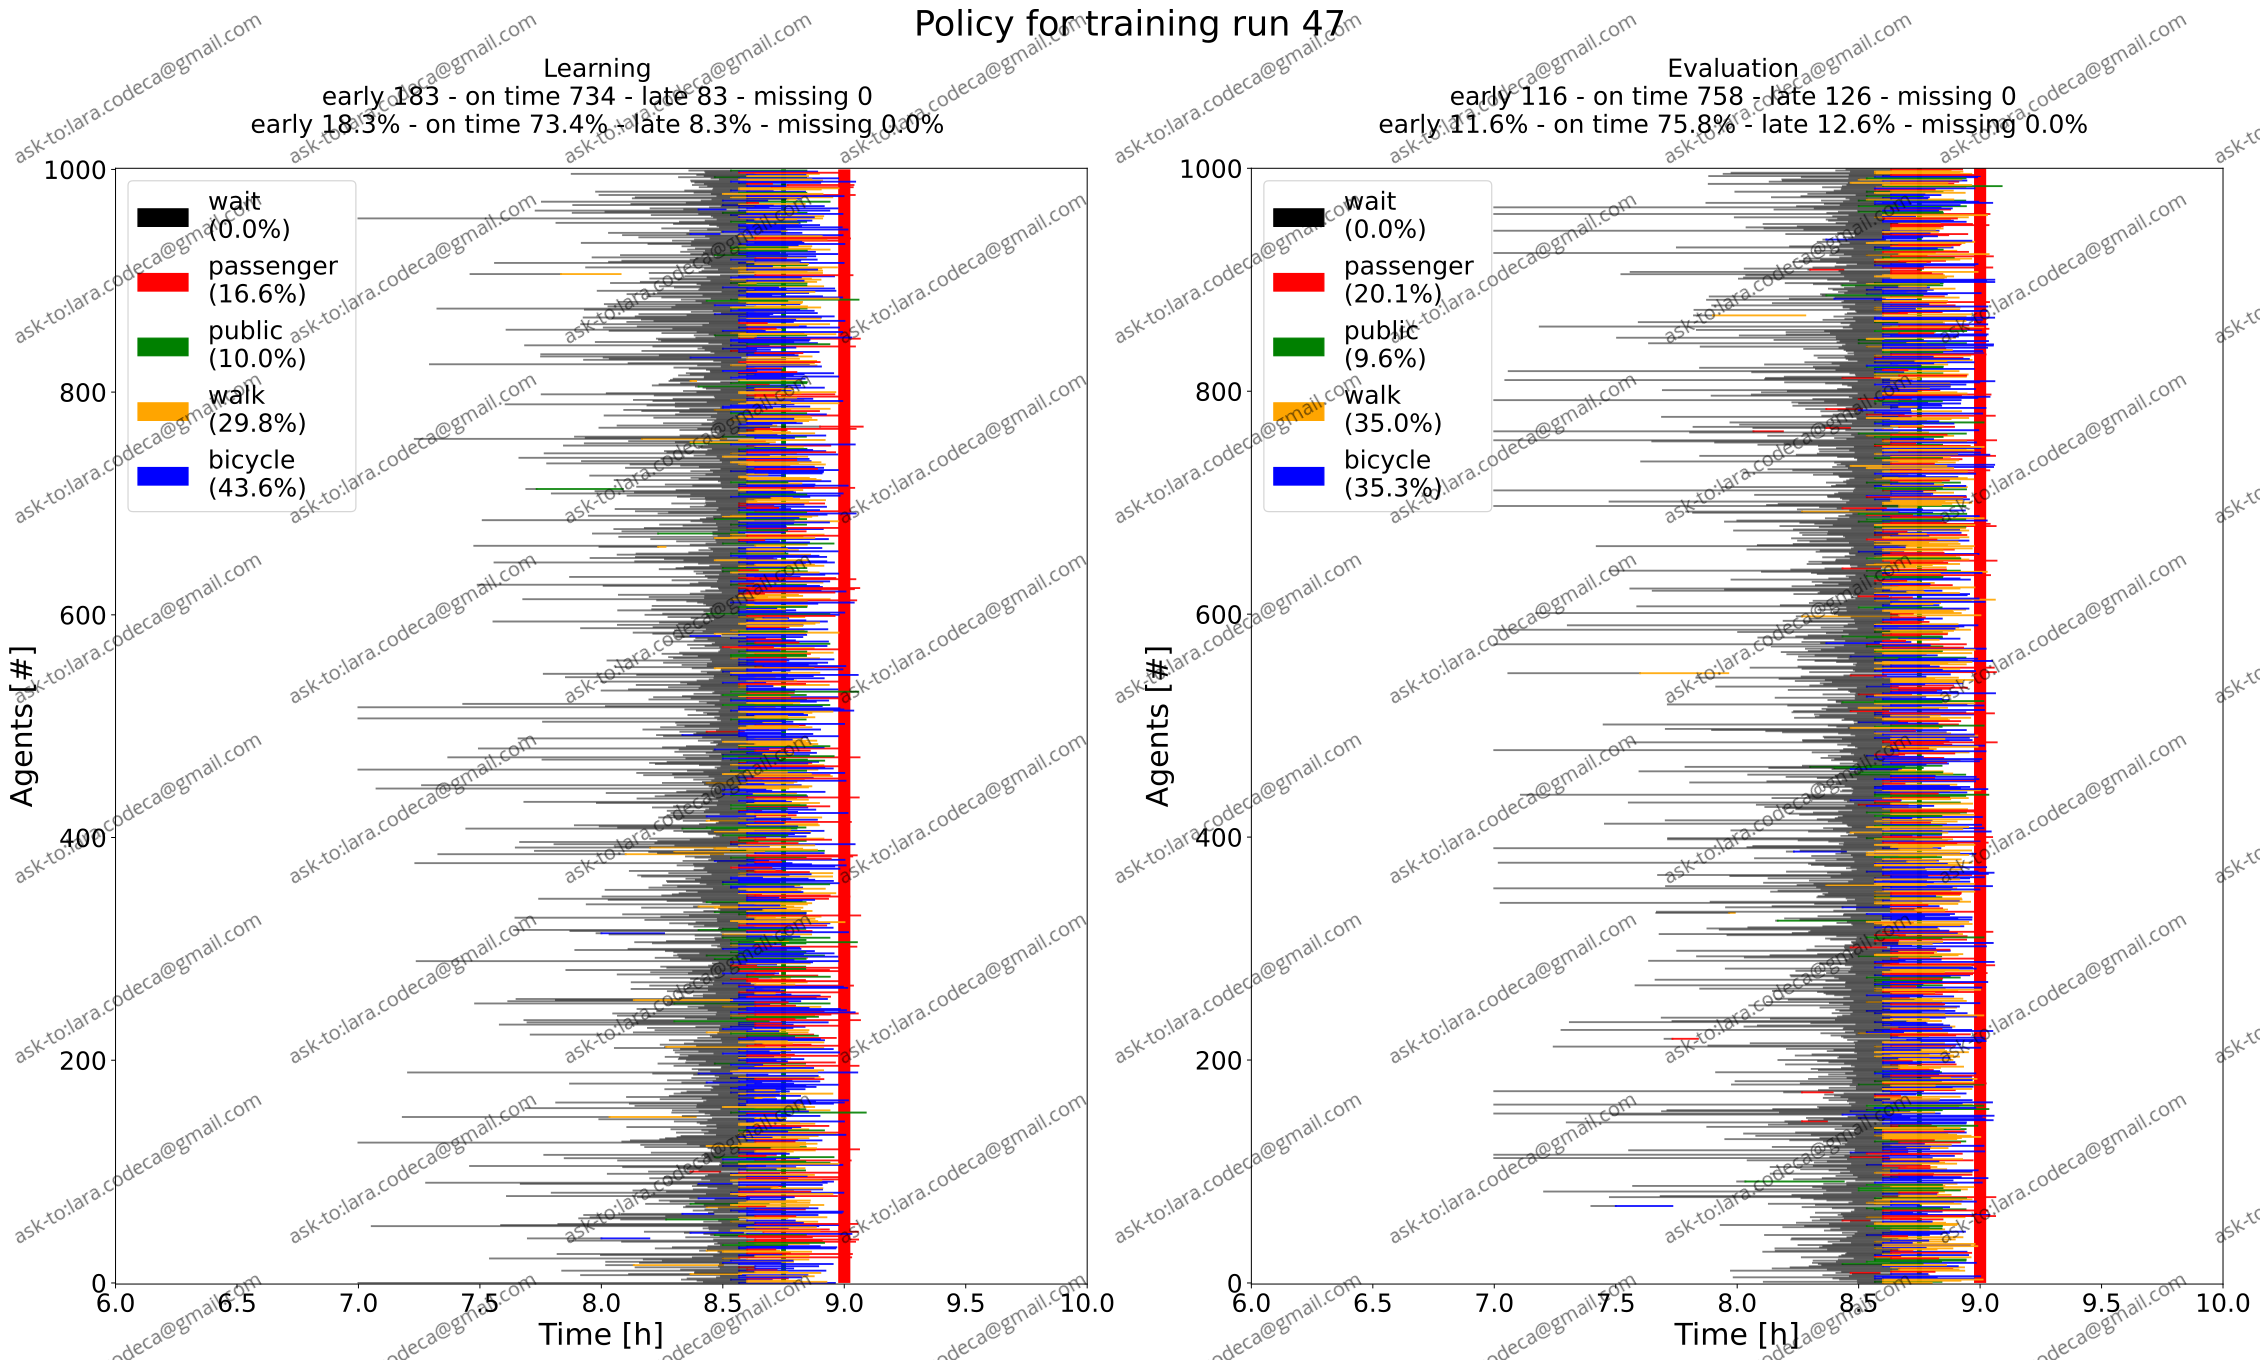 Policy for training run 47
Learning
early 183 - on time 734 - late 83 - missing 0
early 18.3% - on time 73.4% - late 8.3% - missing 0.0%
1000
800
600
400
200
0
Agents [#]
wait
(0.0%)
passenger
(16.6%)
public
(10.0%)
walk
(29.8%)
bicycle
(43.6%)
6.0 6.5 7.0 7.5 8.0 8.5 9.0 9.5 10.0
Time [h]
Evaluation
early 116 - on time 758 - late 126 - missing 0
early 11.6% - on time 75.8% - late 12.6% - missing 0.0%
1000
800
600
400
200
0
Agents [#]
wait
(0.0%)
passenger
(20.1%)
public
(9.6%)
walk
(35.0%)
bicycle
(35.3%)
6.0 6.5 7.0 7.5 8.0 8.5 9.0 9.5 10.0
Time [h]
ask-to:lara.codeca@gmail.com